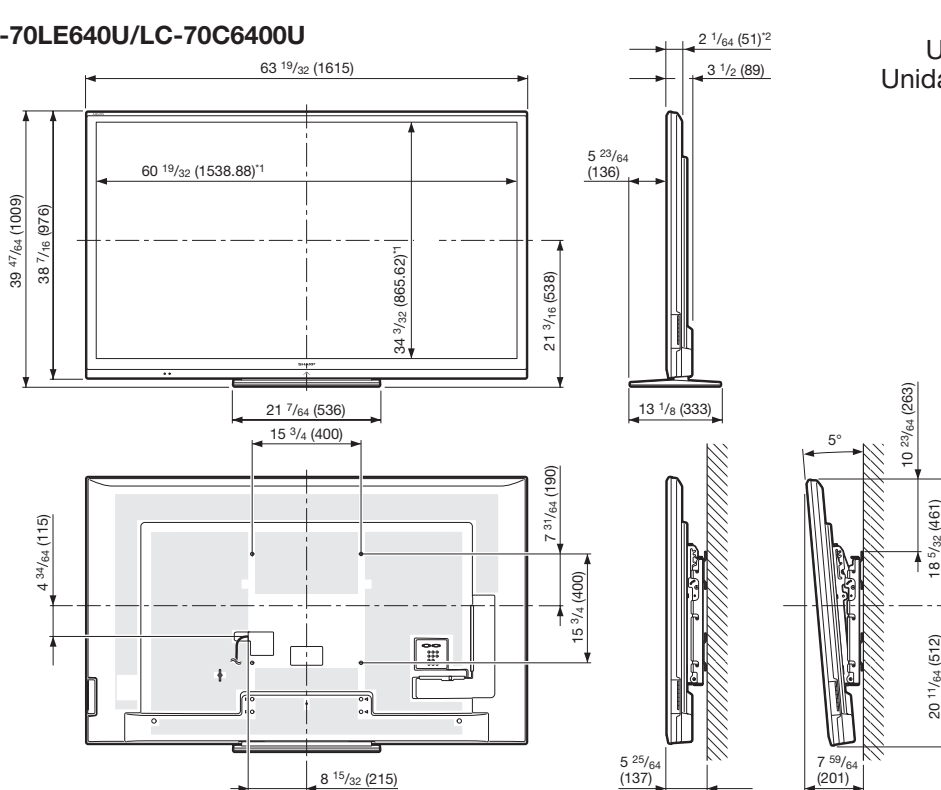 -70LE640U/LC-70C6400U
U
Unida
63 19/32 (1615)
2 1/64 (51)*2
3 1/2 (89)
5 23/64
(136)
60 19/32 (1538.88)*1
39 47/64 (1009)
38 7/16 (976)
34 3/32 (865.62)*1
21 3/16 (538)
SHARP
21 7/64 (536)
13 1/8 (333)
15 3/4 (400)
4 34/64 (115)
7 31/64 (190)
15 3/4 (400)
5°
10 23/64 (263)
18 5/32 (461)
20 11/64 (512)
8 15/32 (215)
5 25/64
(137)
7 59/64
(201)